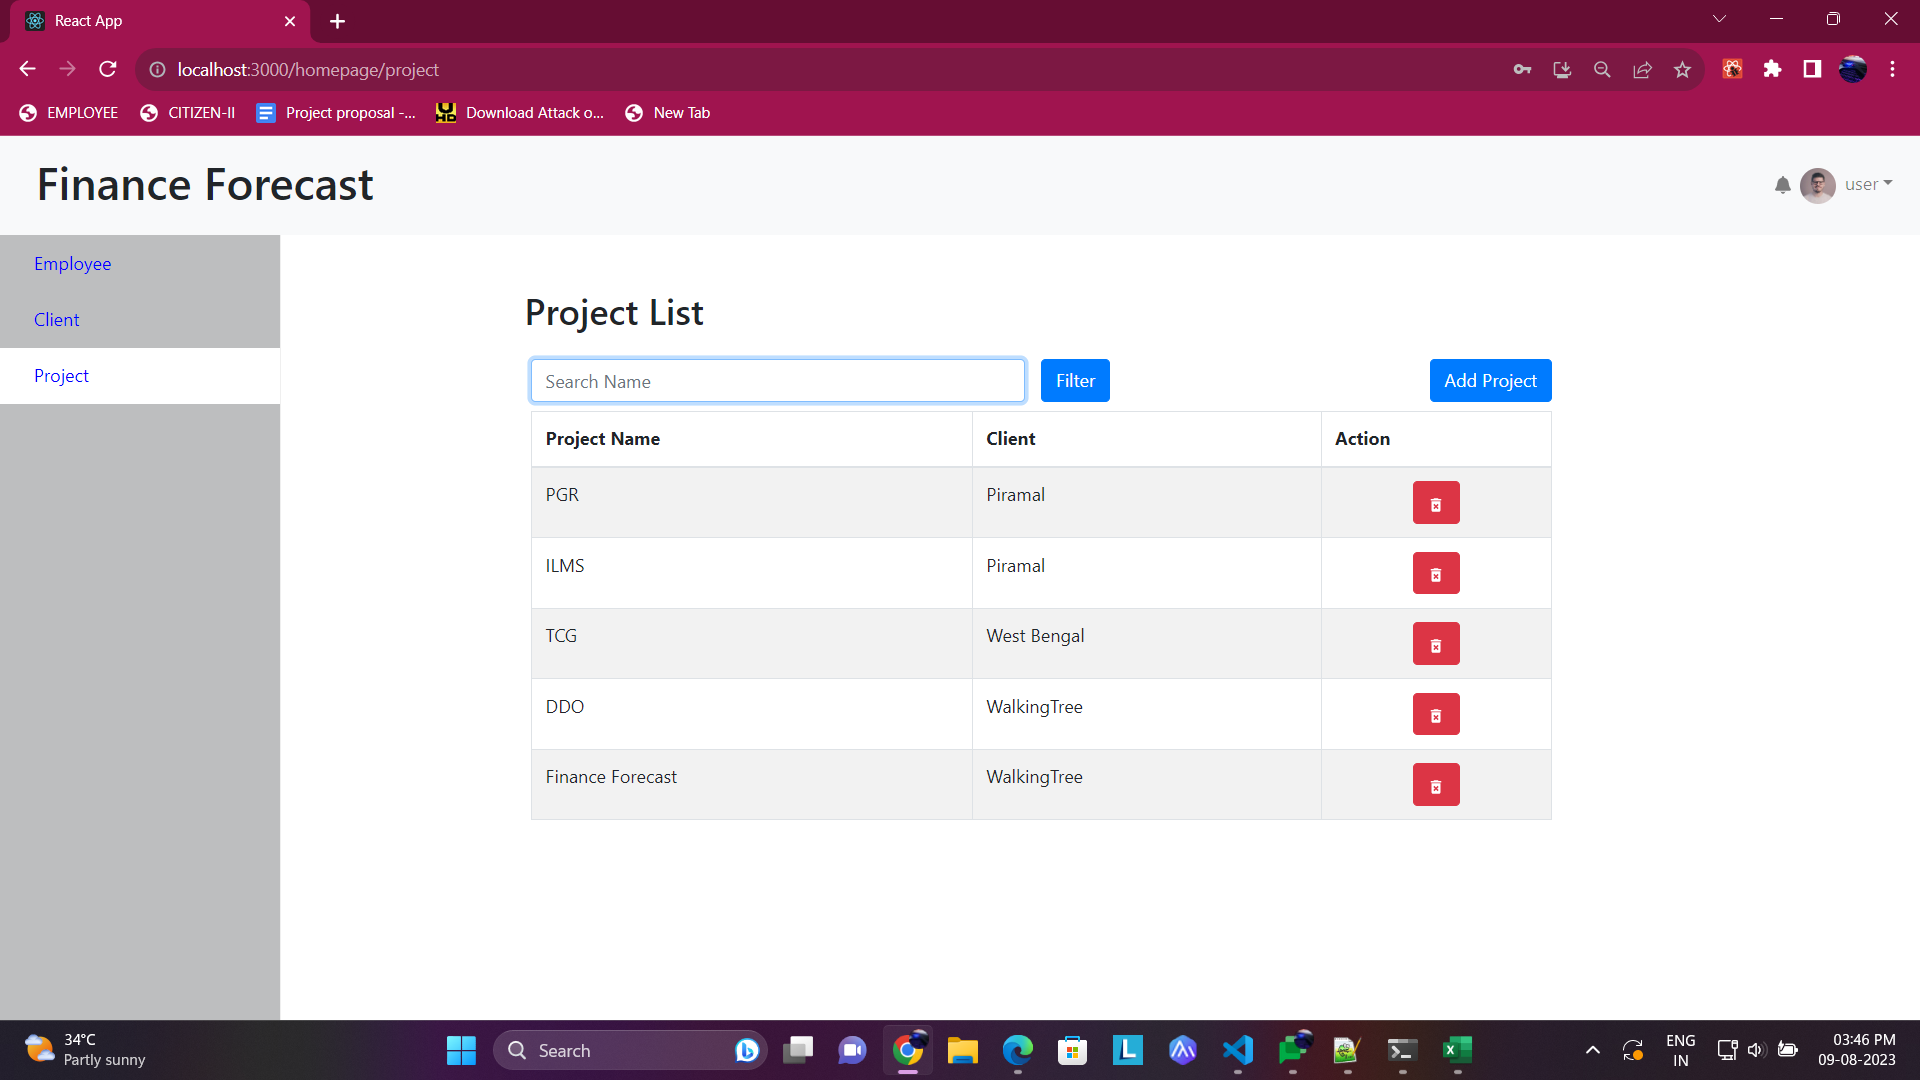 React App
localhost:3000/homepage/project
EMPLOYEE CITIZEN-II Project proposal -... Download Attack o... New Tab
Finance Forecast
user
Employee
Client
Project
Project List
Search Name Filter Add Project
Project Name Client Action
PGR Piramal
ILMS Piramal
TCG West Bengal
DDO WalkingTree
Finance Forecast WalkingTree
34°C
Partly sunny
Search
ENG
IN
03:46 PM
09-08-2023